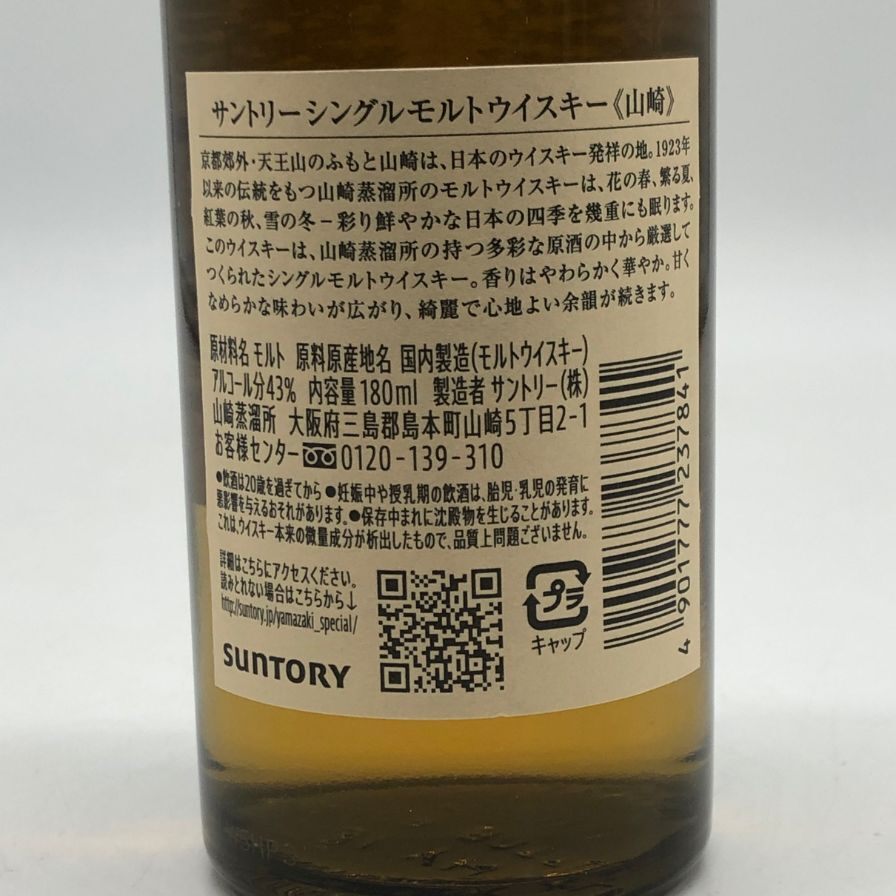 サントリーシングルモルトウイスキー《山崎》
京都郊外・天王山のふもと山崎は、日本のウイスキー発祥の地。1923年
以来の伝統をもつ山崎蒸溜所のモルトウイスキーは、花の春、繁る夏、
紅葉の秋、雪の冬－彩り鮮やかな日本の四季を幾重にも眠ります。
このウイスキーは、山崎蒸溜所の持つ多彩な原酒の中から厳選して
つくられたシングルモルトウイスキー。香りはやわらかく華やか。甘く
なめらかな味わいが広がり、綺麗で心地よい余韻が続きます。
原材料名 モルト 原料原産地名 国内製造(モルトウイスキー)
アルコール分43% 内容量180ml 製造者 サントリー(株)
山崎蒸溜所 大阪府三島郡島本町山崎5丁目2-1
お客様センター 0120-139-310
●飲酒は20歳を過ぎてから ●妊娠中や授乳期の飲酒は、胎児・乳児の発育に
悪影響を与えるおそれがあります。●保存中まれに沈殿物を生じることがあります。
これは、ウイスキー本来の微量成分が析出したもので、品質上問題ございません。
詳細はこちらにアクセスください。
読みとれない場合はこちらから↓
http://suntory.jp/yamazaki_special/
SUNTORY
プラ
キャップ
4 901777 237841